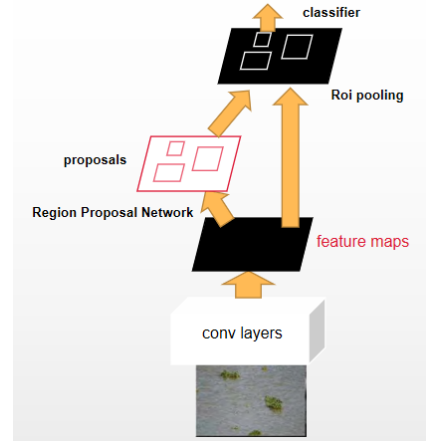 classifier
Roi pooling
proposals
Region Proposal Network
feature maps
conv layers